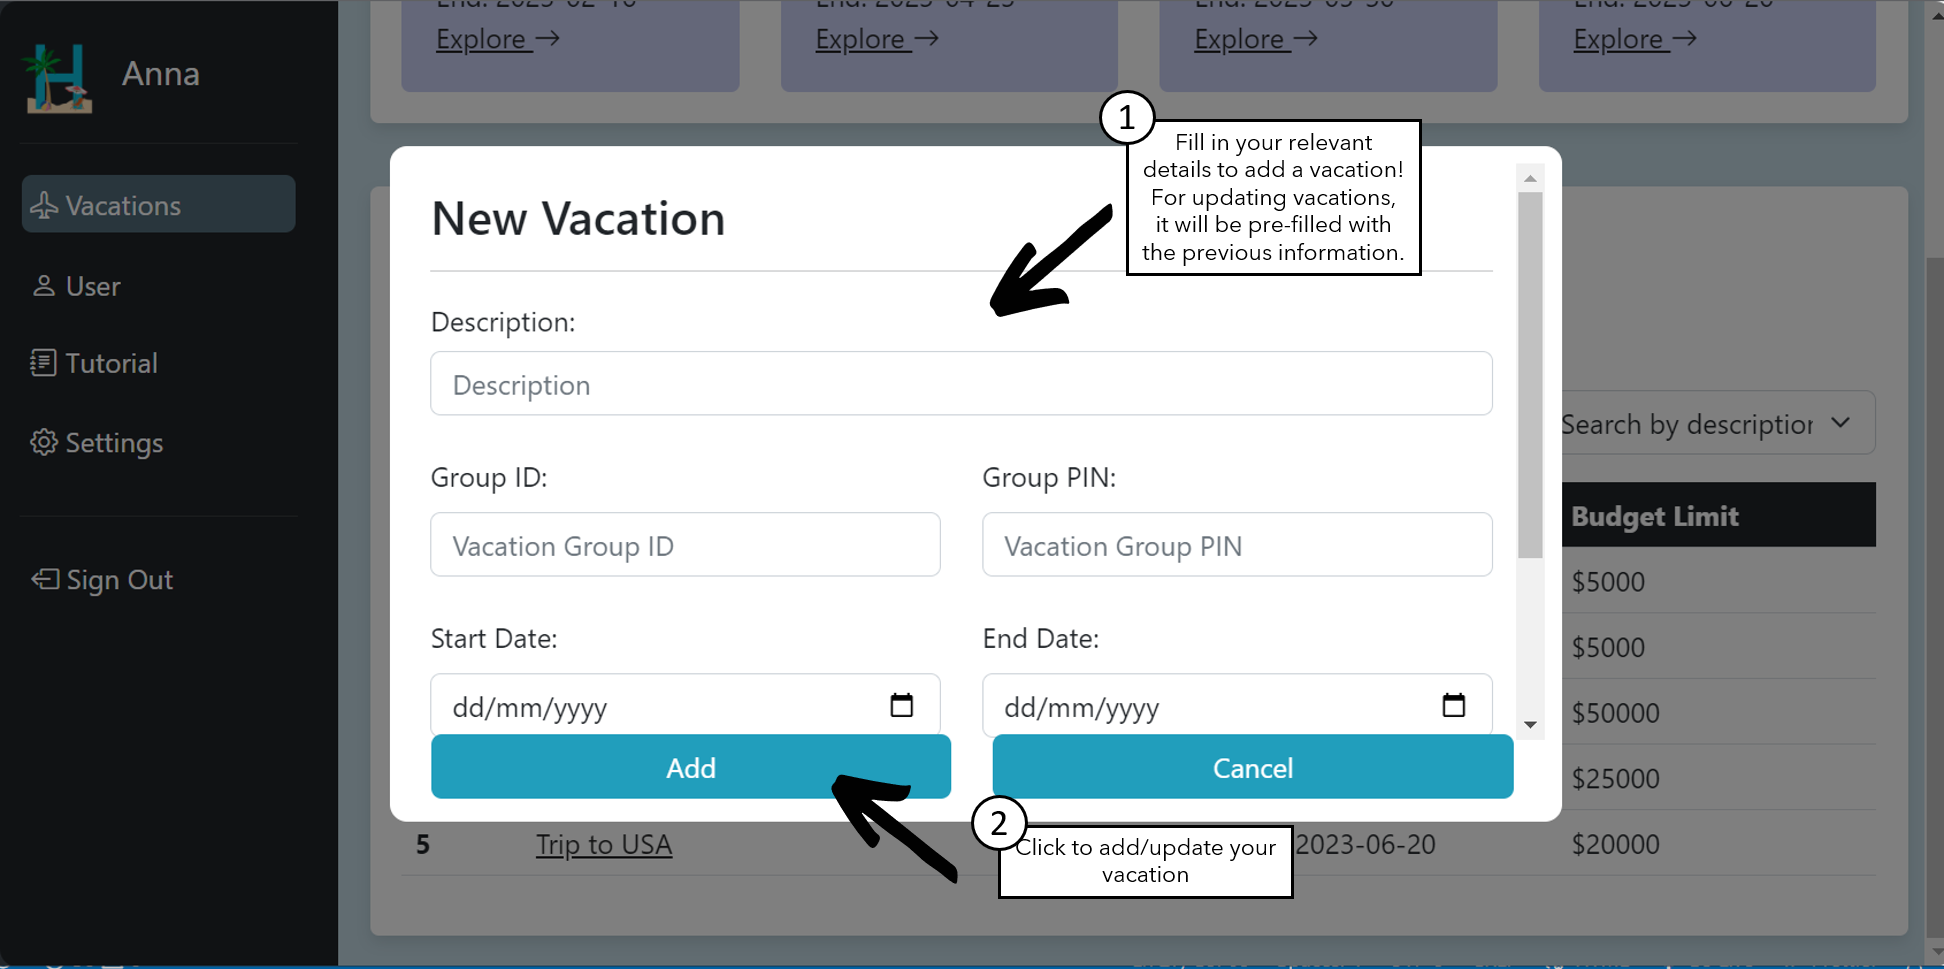 Anna
Vacations
User
Tutorial
Settings
Sign Out
Explore
Explore
Explore
Explore
1
Fill in your relevant
details to add a vacation!
For updating vacations,
it will be pre-filled with
the previous information.
New Vacation
Description:
Description
Group ID:
Group PIN:
Vacation Group ID
Vacation Group PIN
Start Date:
End Date:
dd/mm/yyyy
dd/mm/yyyy
Add
Cancel
2
Click to add/update your
vacation
Search by description
Budget Limit
$5000
$5000
$50000
$25000
5 Trip to USA 2023-06-20 $20000